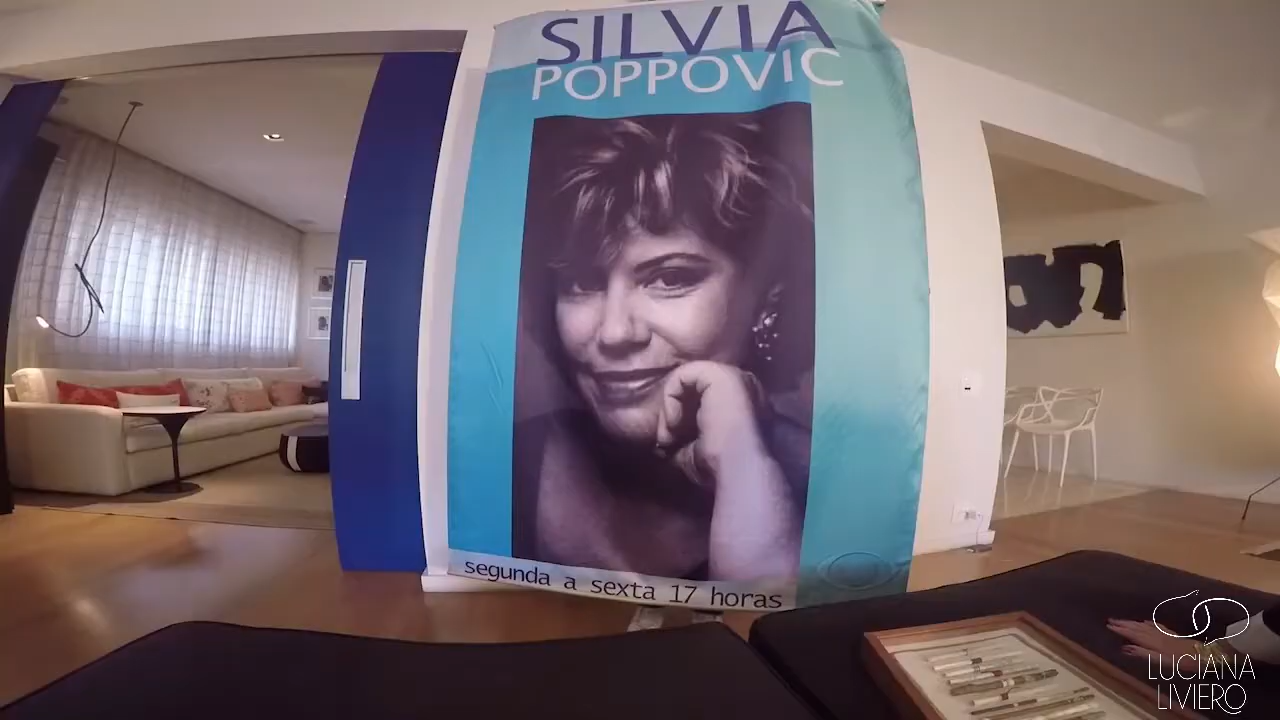 SILVIA
POPPOVIC
segunda a sexta 17 horas
LUCIANA
LIVIERO